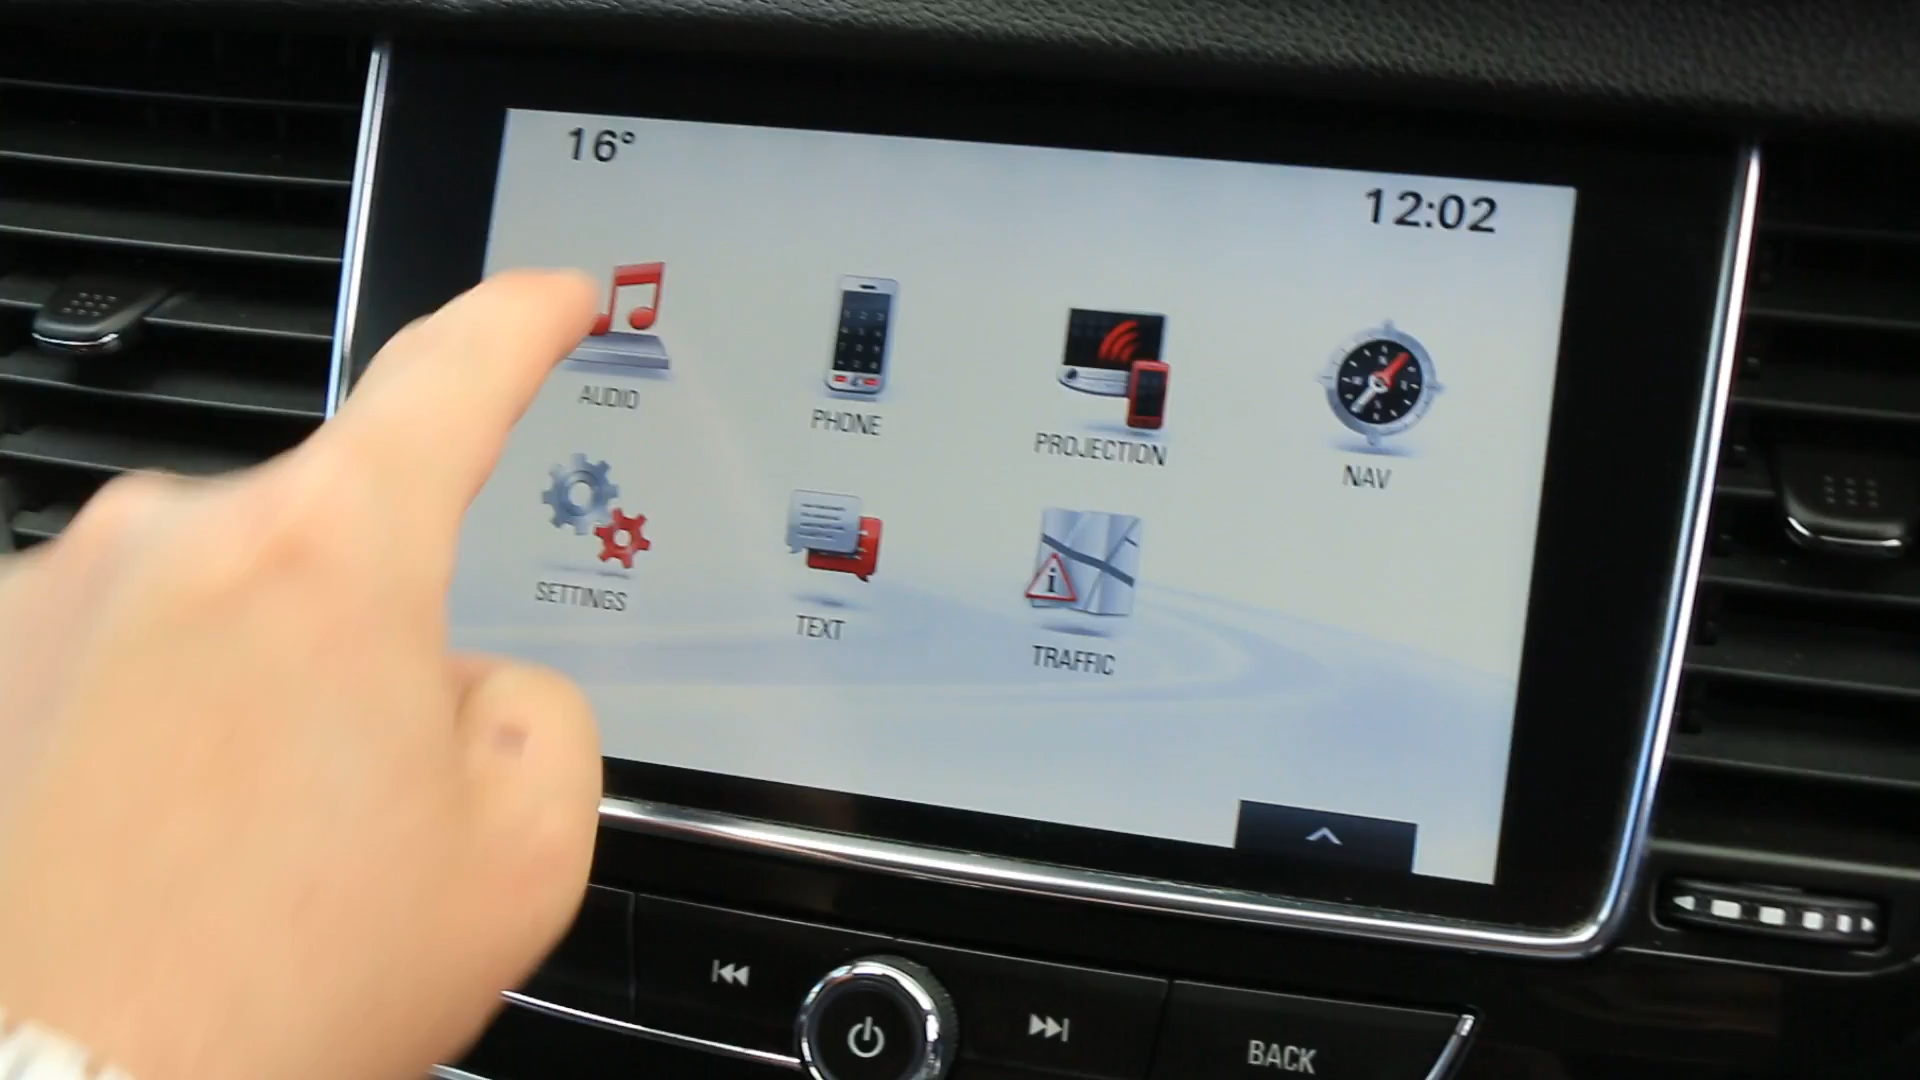 16°
12:02
AUDIO
PHONE
PROJECTION
NAV
SETTINGS
TEXT
TRAFFIC
BACK